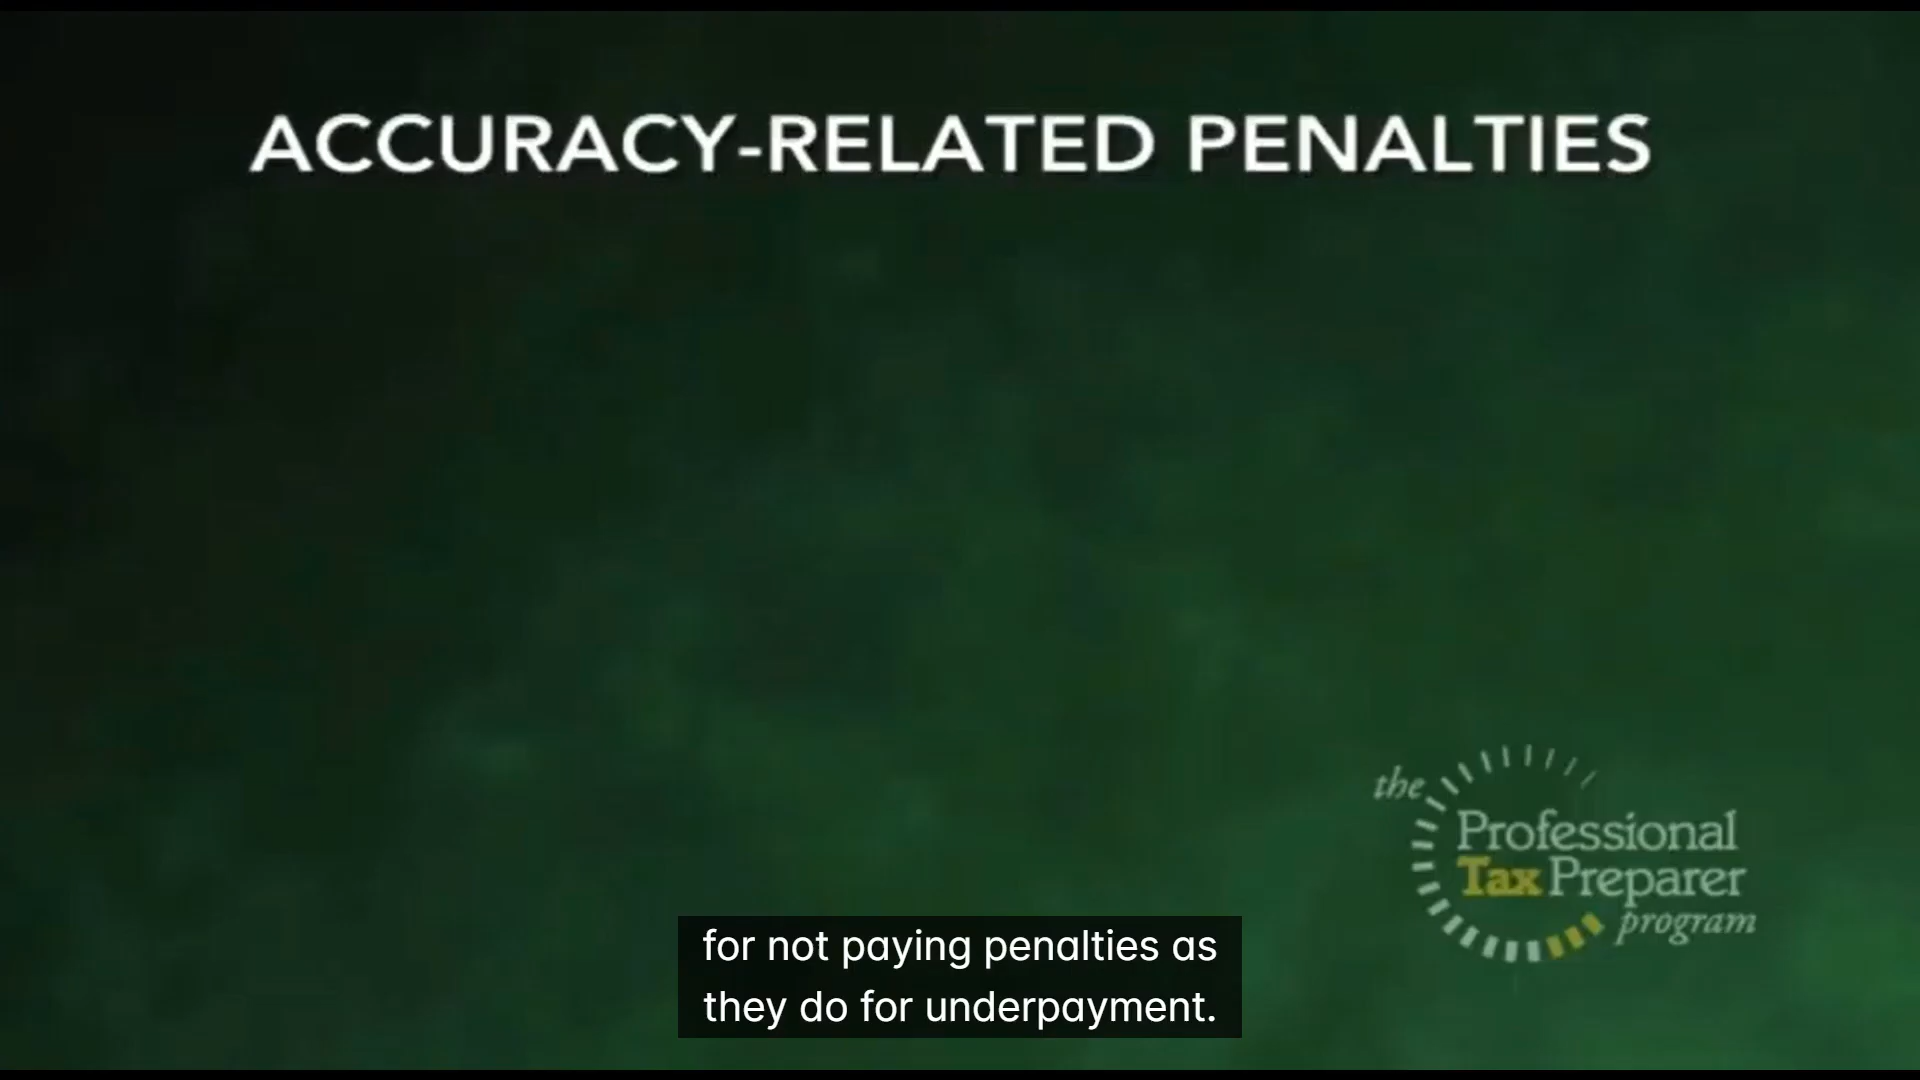 ACCURACY-RELATED PENALTIES
the
Professional
Tax Preparer
program
for not paying penalties as
they do for underpayment.